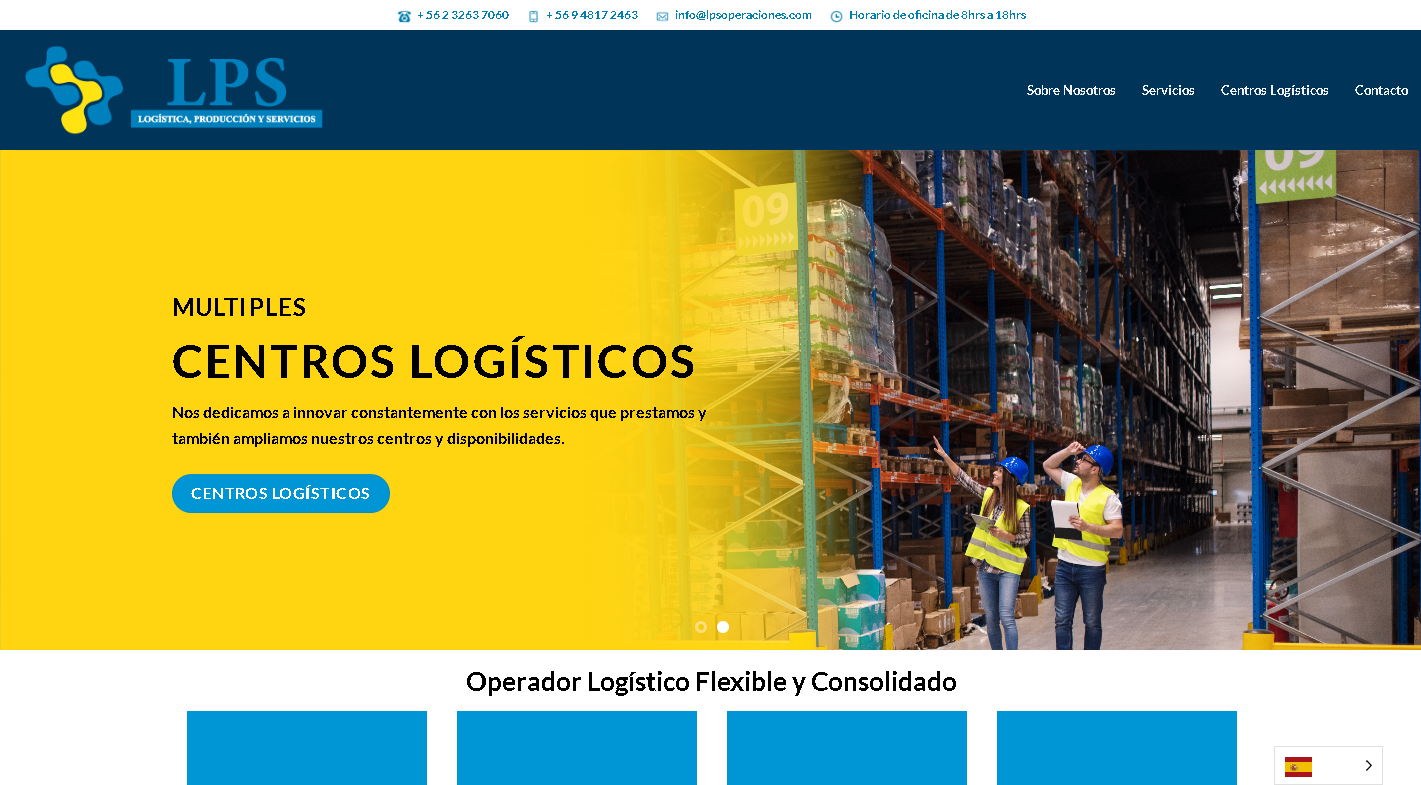 + 56 2 3263 7060
+ 56 9 4817 2463
info@lpsoperaciones.com
Horario de oficina de 8hrs a 18hrs
LPS
LOGÍSTICA, PRODUCCIÓN Y SERVICIOS
Sobre Nosotros
Servicios
Centros Logísticos
Contacto
09
09
MULTIPLES
CENTROS LOGÍSTICOS
Nos dedicamos a innovar constantemente con los servicios que prestamos y
también ampliamos nuestros centros y disponibilidades.
CENTROS LOGÍSTICOS
Operador Logístico Flexible y Consolidado